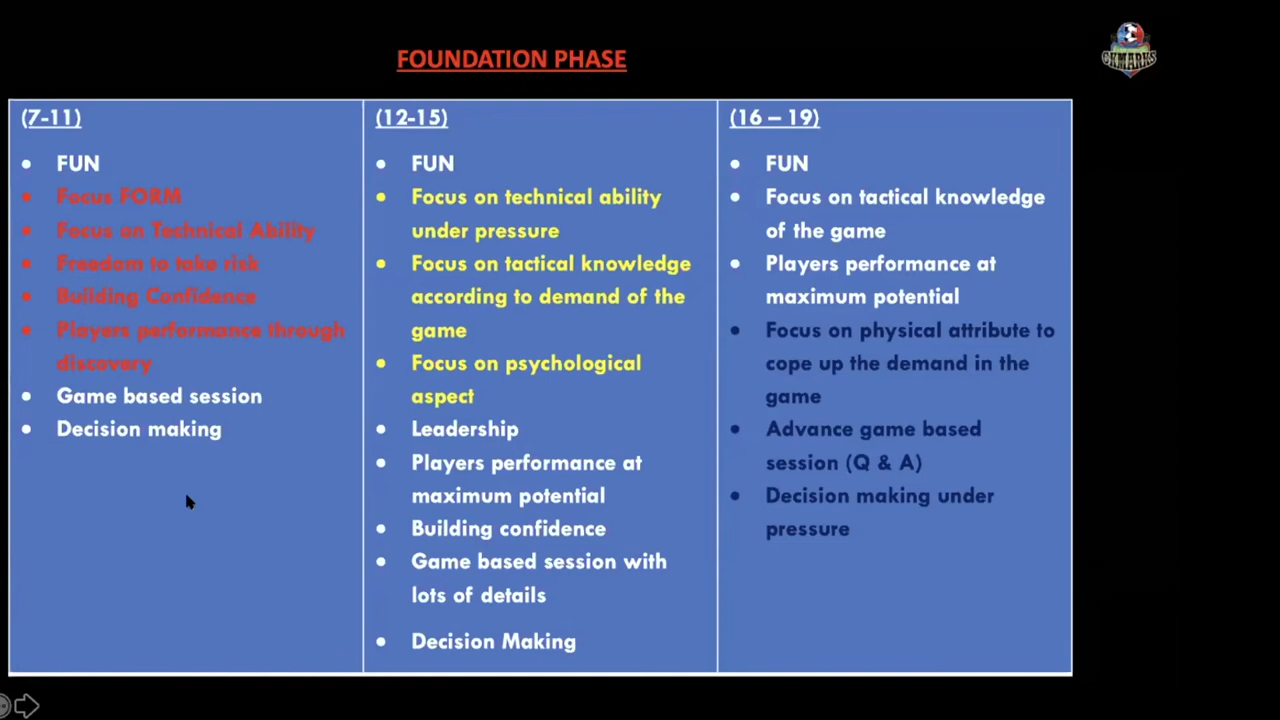 FOUNDATION PHASE
GKMARKS
(7-11)
• FUN
• Focus FORM
• Focus on Technical Ability
• Freedom to take risk
• Building Confidence
• Players performance through
discovery
• Game based session
• Decision making
(12-15)
• FUN
• Focus on technical ability
under pressure
• Focus on tactical knowledge
according to demand of the
game
• Focus on psychological
aspect
• Leadership
• Players performance at
maximum potential
• Building confidence
• Game based session with
lots of details
• Decision Making
(16 – 19)
• FUN
• Focus on tactical knowledge
of the game
• Players performance at
maximum potential
• Focus on physical attribute to
cope up the demand in the
game
• Advance game based
session (Q & A)
• Decision making under
pressure